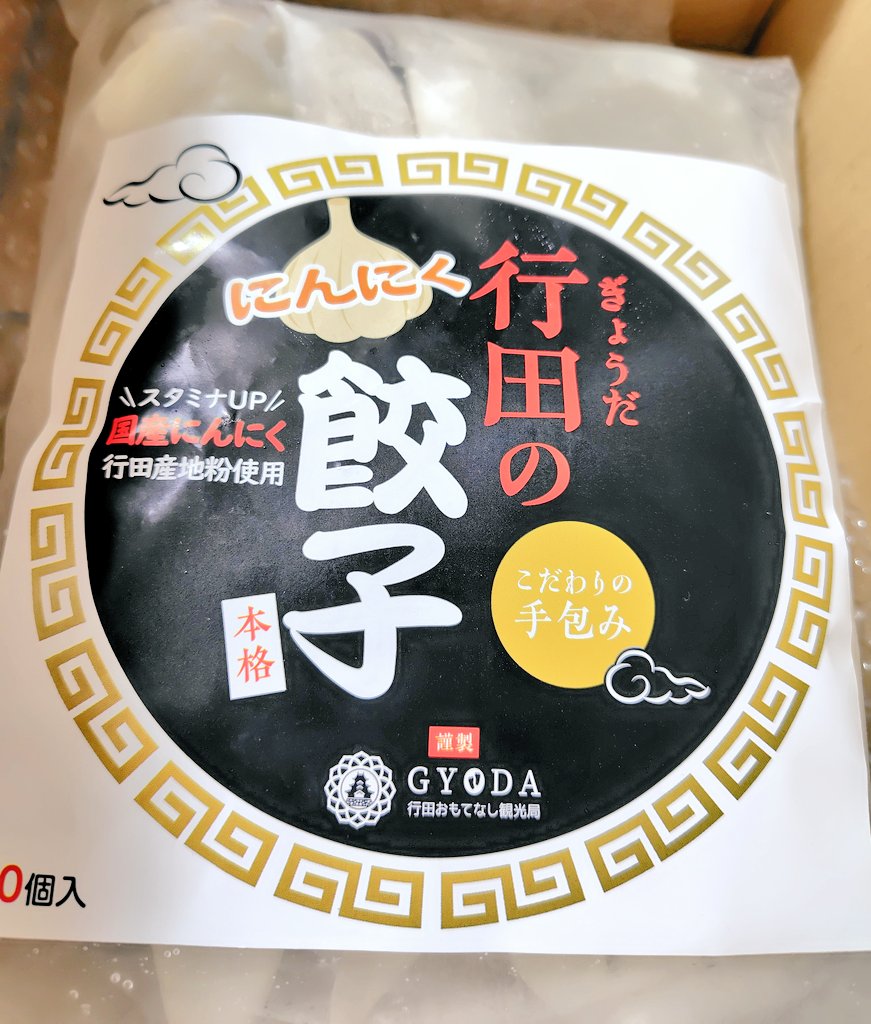 ぎょうだ
行田の
にんにく
餃子
スタミナUP
国産にんにく
行田産地粉使用
こだわりの
手包み
本格
謹製
GYODA
行田おもてなし観光局
0個入